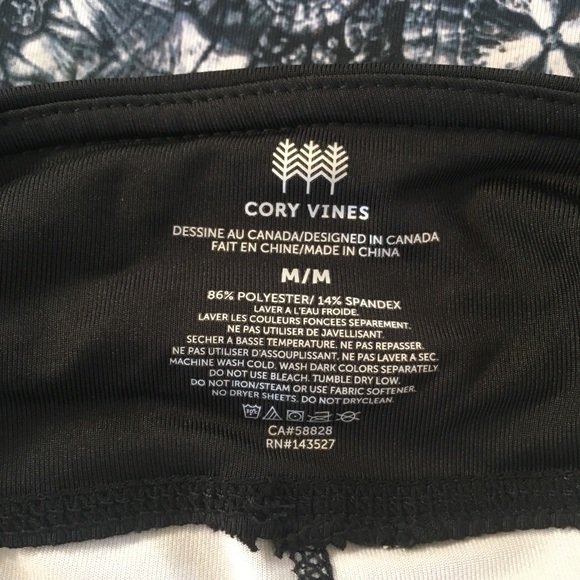 CORY VINES
DESSINE AU CANADA/DESIGNED IN CANADA
FAIT EN CHINE/MADE IN CHINA
M/M
86% POLYESTER/ 14% SPANDEX
LAVER A L'EAU FROIDE.
LAVER LES COULEURS FONCEES SEPAREMENT.
NE PAS UTILISER DE JAVELLISANT.
SECHER A BASSE TEMPERATURE. NE PAS REPASSER.
NE PAS UTILISER D'ASSOUPLISSANT. NE PAS LAVER A SEC.
MACHINE WASH COLD. WASH DARK COLORS SEPARATELY
DO NOT USE BLEACH. TUMBLE DRY LOW.
DO NOT IRON/STEAM OR USE FABRIC SOFTENER.
NO DRYER SHEETS. DO NOT DRYCLEAN.
CA#58828
RN#143527